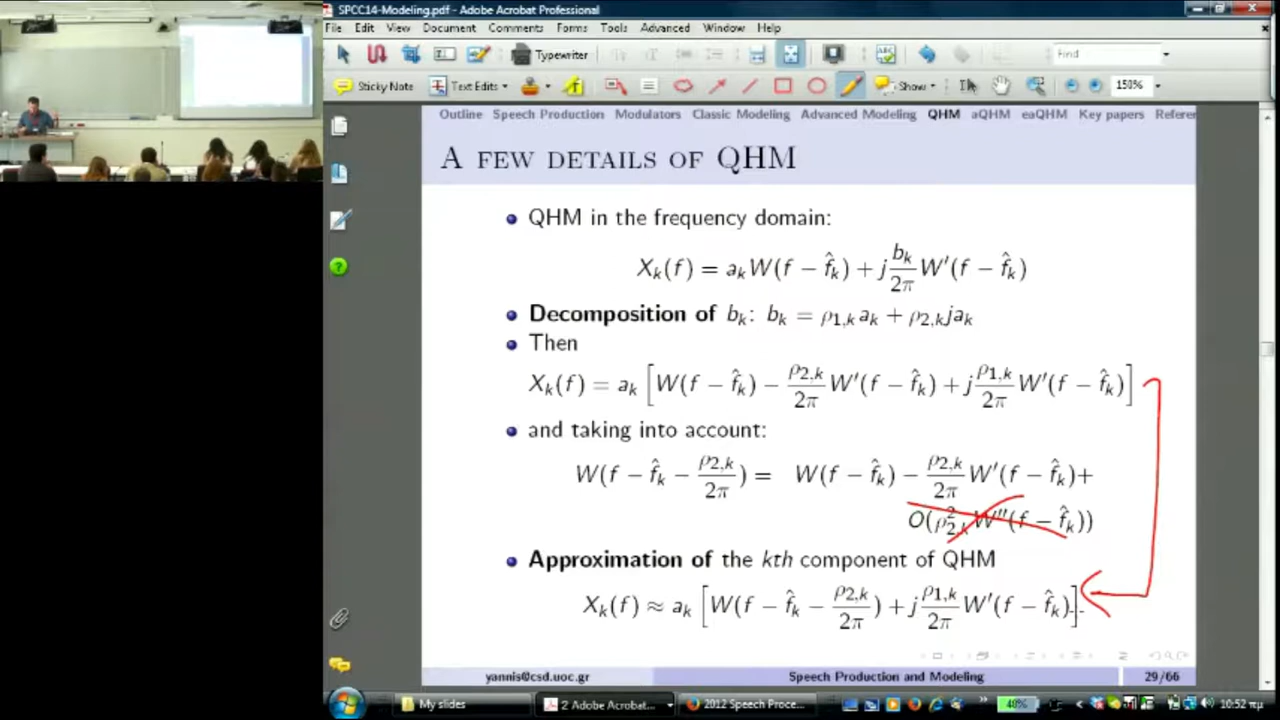 SPCC14-Modeling.pdf - Adobe Acrobat Professional
File Edit View Document Comments Forms Tools Advanced Window Help
Typewriter Find
Sticky Note Text Edits Show 150%
Outline Speech Production Modulators Classic Modeling Advanced Modeling QHM aQHM eaQHM Key papers Referen
A FEW DETAILS OF QHM
QHM in the frequency domain:
X_k(f) = a_k W(f − f̂_k) + j b_k/2π W′(f − f̂_k)
Decomposition of b_k: b_k = ρ_{1,k} a_k + ρ_{2,k} j a_k
Then
X_k(f) = a_k [W(f − f̂_k) − ρ_{2,k}/2π W′(f − f̂_k) + j ρ_{1,k}/2π W′(f − f̂_k)]
and taking into account:
W(f − f̂_k − ρ_{2,k}/2π) = W(f − f̂_k) − ρ_{2,k}/2π W′(f − f̂_k)+
O(ρ²_{2,k} W″(f − f̂_k))
Approximation of the kth component of QHM
X_k(f) ≈ a_k [W(f − f̂_k − ρ_{2,k}/2π) + j ρ_{1,k}/2π W′(f − f̂_k)].
yannis@csd.uoc.gr Speech Production and Modeling 29/66
My slides 2 Adobe Acrobat... 2012 Speech Proce... 10:52 πμ